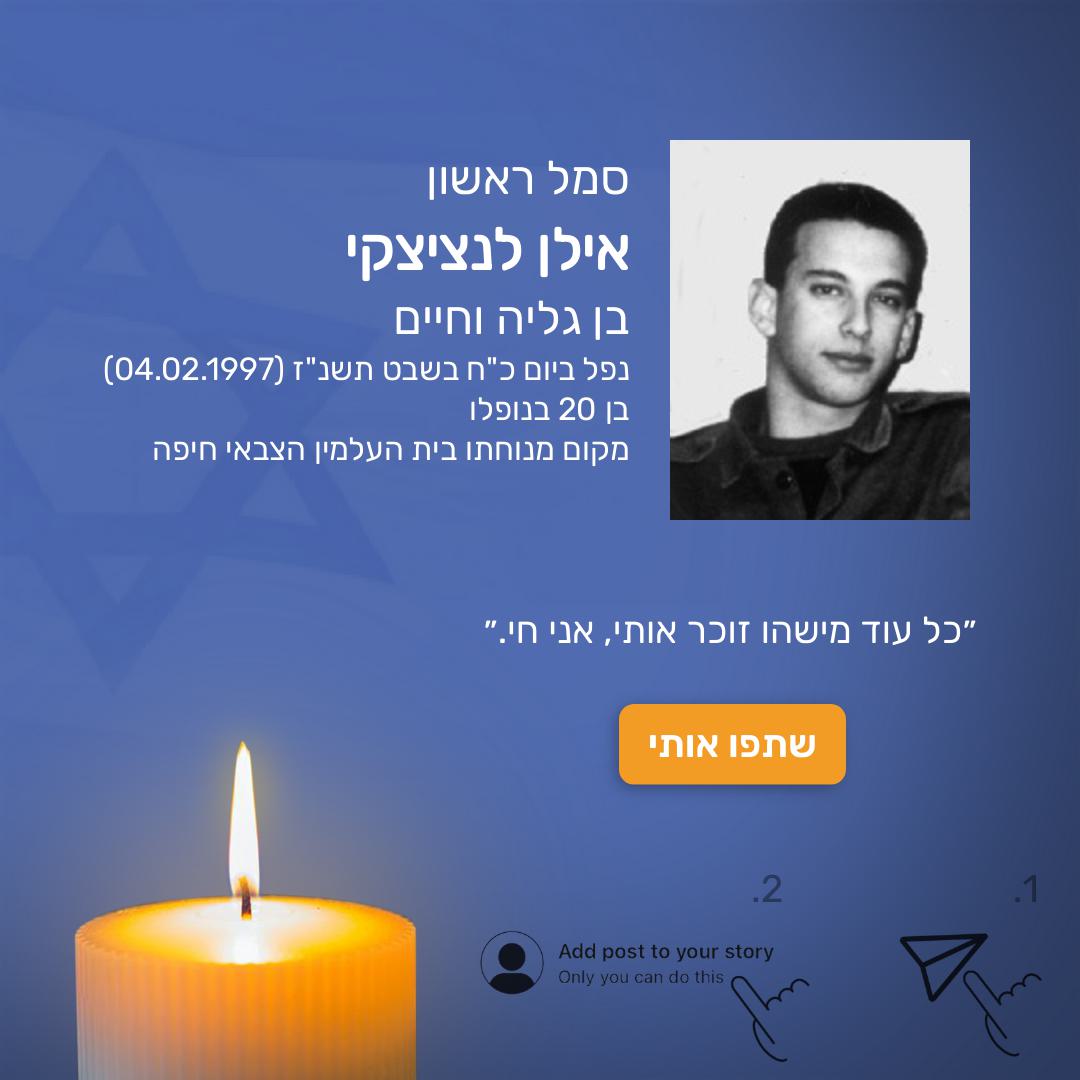 סמל ראשון
אילן לנציצקי
בן גליה וחיים
נפל ביום כ"ח בשבט תשנ"ז (04.02.1997)
בן 20 בנופלו
מקום מנוחתו בית העלמין הצבאי חיפה
״כל עוד מישהו זוכר אותי, אני חי.״
שתפו אותי
1.
2.
Add post to your story
Only you can do this